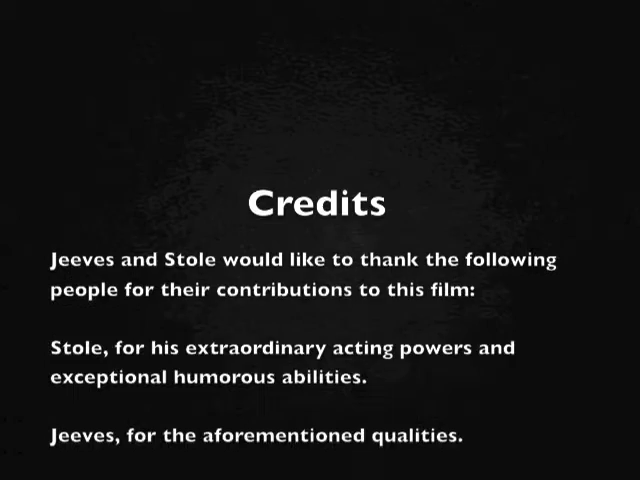 Credits
Jeeves and Stole would like to thank the following
people for their contributions to this film:
Stole, for his extraordinary acting powers and
exceptional humorous abilities.
Jeeves, for the aforementioned qualities.